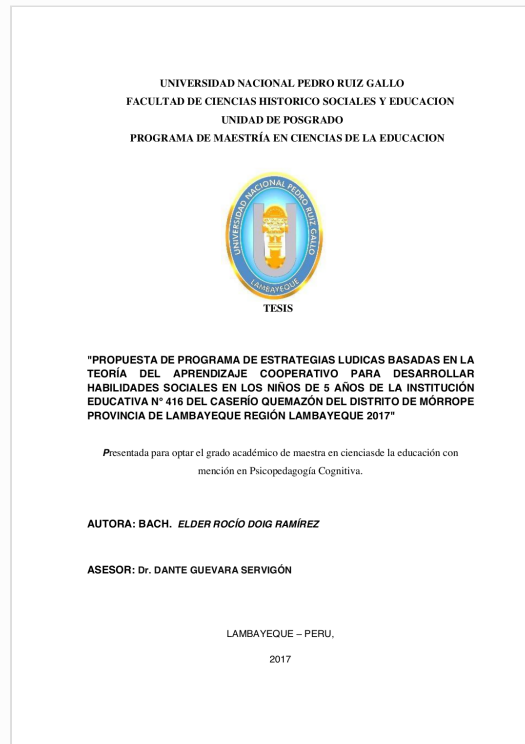 UNIVERSIDAD NACIONAL PEDRO RUIZ GALLO
FACULTAD DE CIENCIAS HISTORICO SOCIALES Y EDUCACION
UNIDAD DE POSGRADO
PROGRAMA DE MAESTRÍA EN CIENCIAS DE LA EDUCACION
UNIVERSIDAD NACIONAL PEDRO RUIZ GALLO
LAMBAYEQUE
TESIS
"PROPUESTA DE PROGRAMA DE ESTRATEGIAS LUDICAS BASADAS EN LA
TEORÍA DEL APRENDIZAJE COOPERATIVO PARA DESARROLLAR
HABILIDADES SOCIALES EN LOS NIÑOS DE 5 AÑOS DE LA INSTITUCIÓN
EDUCATIVA N° 416 DEL CASERÍO QUEMAZÓN DEL DISTRITO DE MÓRROPE
PROVINCIA DE LAMBAYEQUE REGIÓN LAMBAYEQUE 2017"
Presentada para optar el grado académico de maestra en cienciasde la educación con
mención en Psicopedagogía Cognitiva.
AUTORA: BACH. ELDER ROCÍO DOIG RAMÍREZ
ASESOR: Dr. DANTE GUEVARA SERVIGÓN
LAMBAYEQUE – PERU,
2017